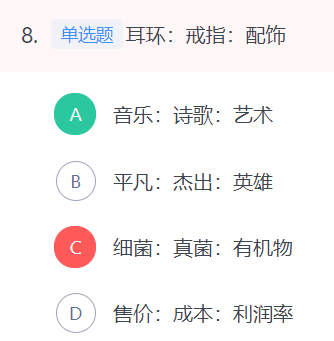 8. 单选题 耳环：戒指：配饰
A 音乐：诗歌：艺术
B 平凡：杰出：英雄
C 细菌：真菌：有机物
D 售价：成本：利润率